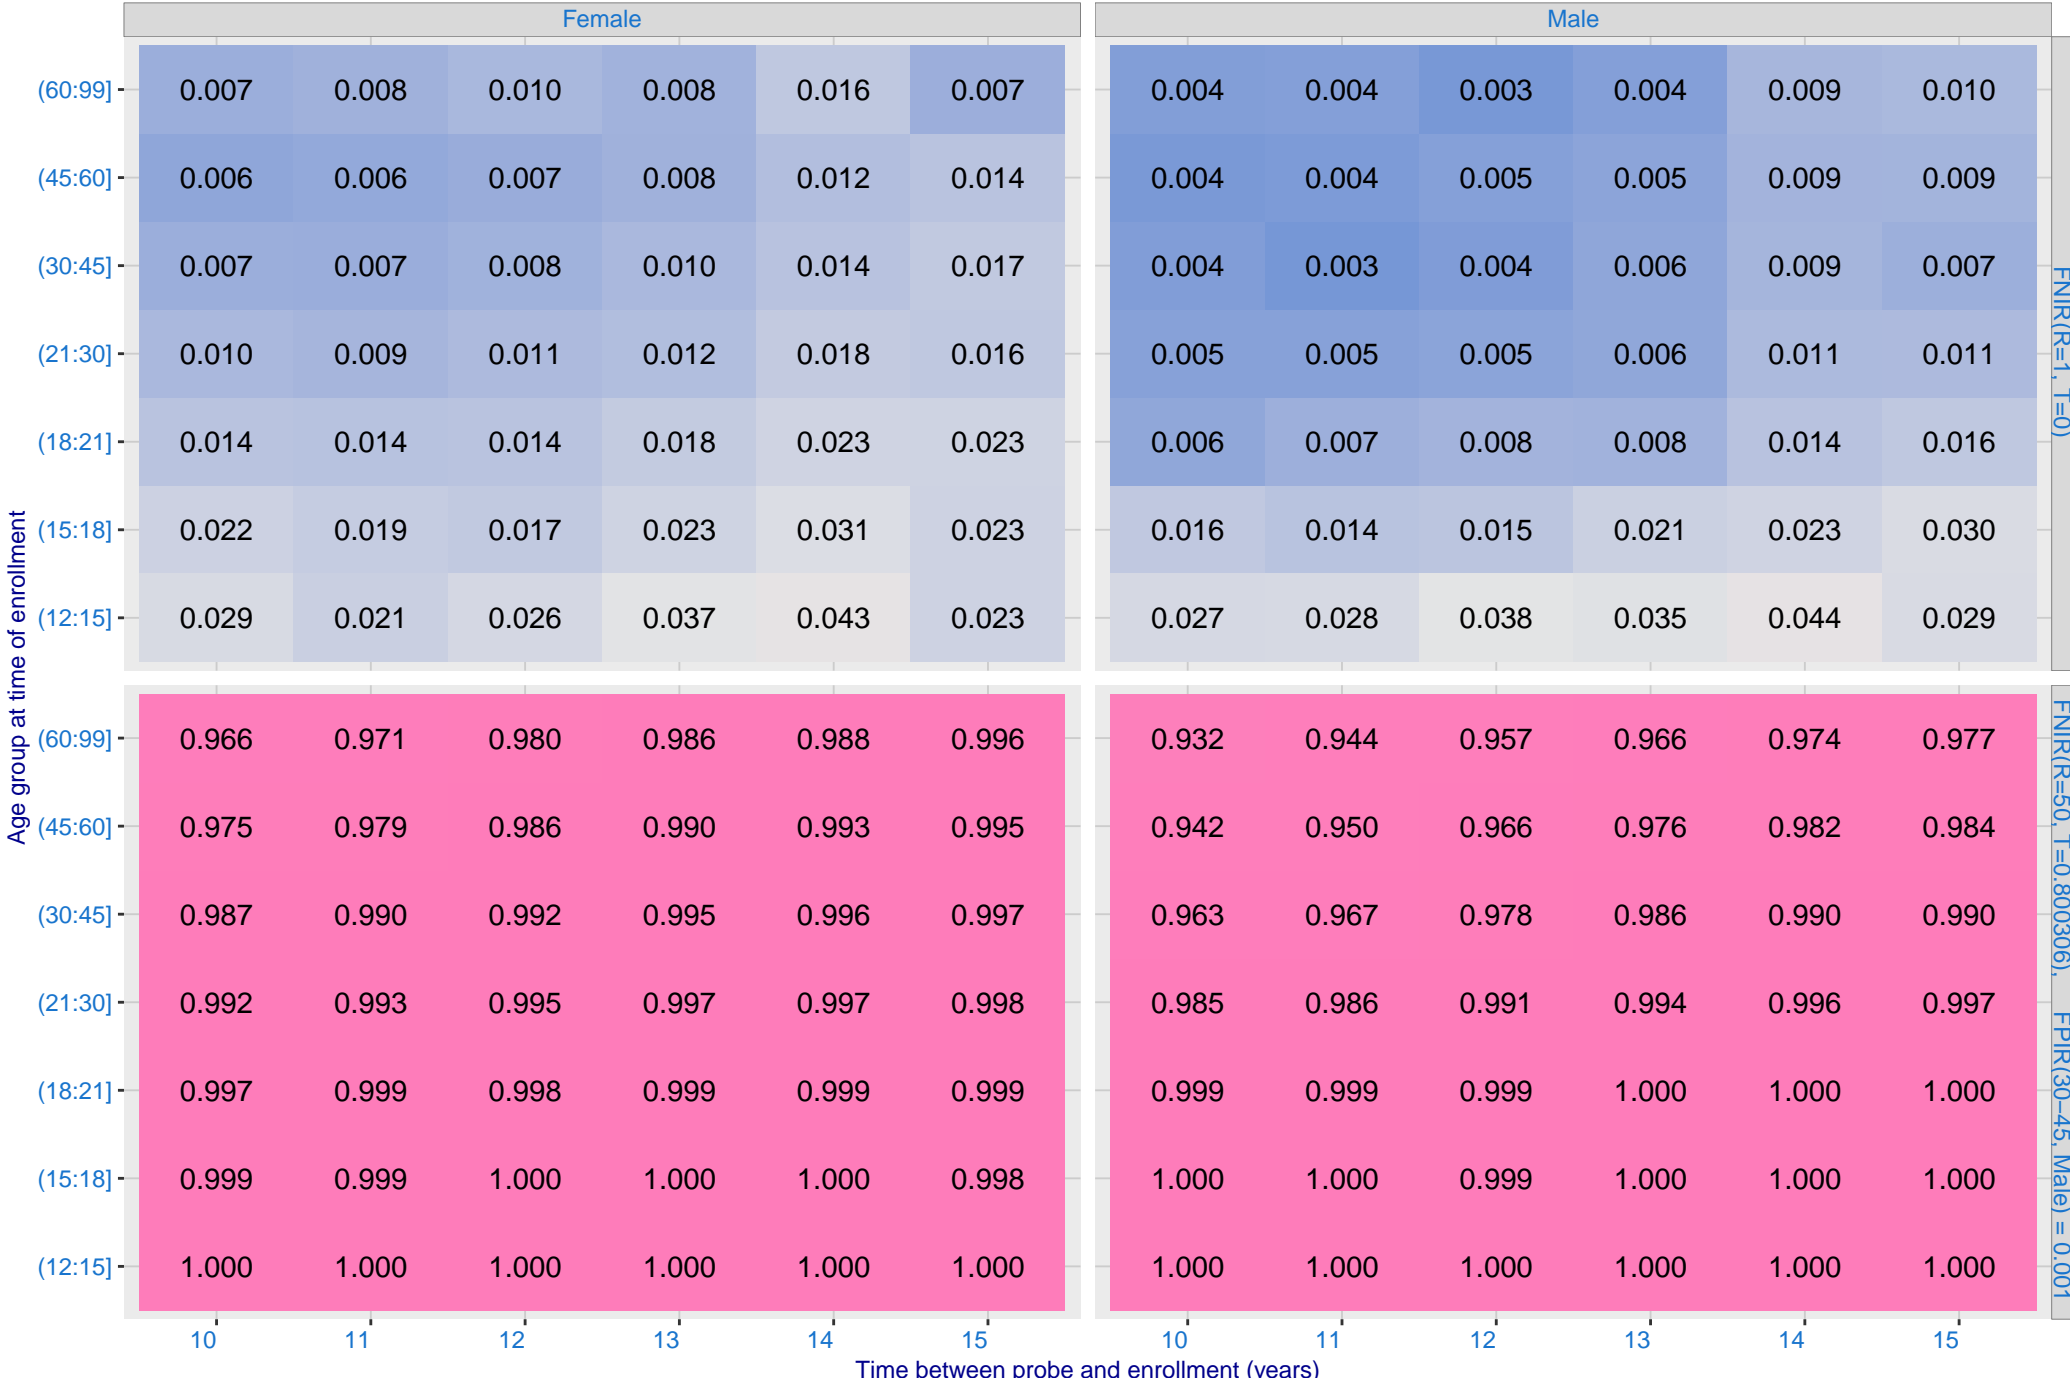 Female Male
(60:99] 0.007 0.008 0.010 0.008 0.016 0.007 0.004 0.004 0.003 0.004 0.009 0.010
(45:60] 0.006 0.006 0.007 0.008 0.012 0.014 0.004 0.004 0.005 0.005 0.009 0.009
(30:45] 0.007 0.007 0.008 0.010 0.014 0.017 0.004 0.003 0.004 0.006 0.009 0.007
(21:30] 0.010 0.009 0.011 0.012 0.018 0.016 0.005 0.005 0.005 0.006 0.011 0.011
(18:21] 0.014 0.014 0.014 0.018 0.023 0.023 0.006 0.007 0.008 0.008 0.014 0.016
(15:18] 0.022 0.019 0.017 0.023 0.031 0.023 0.016 0.014 0.015 0.021 0.023 0.030
(12:15] 0.029 0.021 0.026 0.037 0.043 0.023 0.027 0.028 0.038 0.035 0.044 0.029
FNIR(R=1, T=0)
Age group at time of enrollment
(60:99] 0.966 0.971 0.980 0.986 0.988 0.996 0.932 0.944 0.957 0.966 0.974 0.977
(45:60] 0.975 0.979 0.986 0.990 0.993 0.995 0.942 0.950 0.966 0.976 0.982 0.984
(30:45] 0.987 0.990 0.992 0.995 0.996 0.997 0.963 0.967 0.978 0.986 0.990 0.990
(21:30] 0.992 0.993 0.995 0.997 0.997 0.998 0.985 0.986 0.991 0.994 0.996 0.997
(18:21] 0.997 0.999 0.998 0.999 0.999 0.999 0.999 0.999 0.999 1.000 1.000 1.000
(15:18] 0.999 0.999 1.000 1.000 1.000 0.998 1.000 1.000 0.999 1.000 1.000 1.000
(12:15] 1.000 1.000 1.000 1.000 1.000 1.000 1.000 1.000 1.000 1.000 1.000 1.000
FNIR(R=50, T=0.800306), FPIR(30−45, Male) = 0.001
10 11 12 13 14 15 10 11 12 13 14 15
Time between probe and enrollment (years)